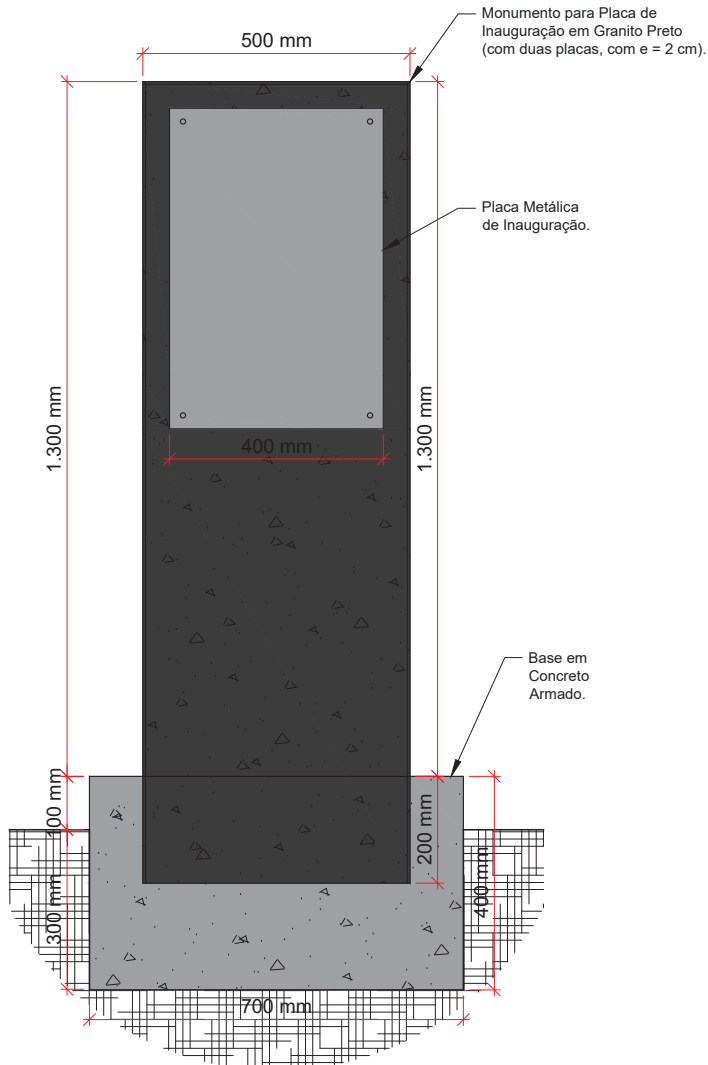 Monumento para Placa de
Inauguração em Granito Preto
(com duas placas, com e = 2 cm).
500 mm
Placa Metálica
de Inauguração.
1.300 mm
1.300 mm
400 mm
Base em
Concreto
Armado.
100 mm
200 mm
300 mm
400 mm
700 mm